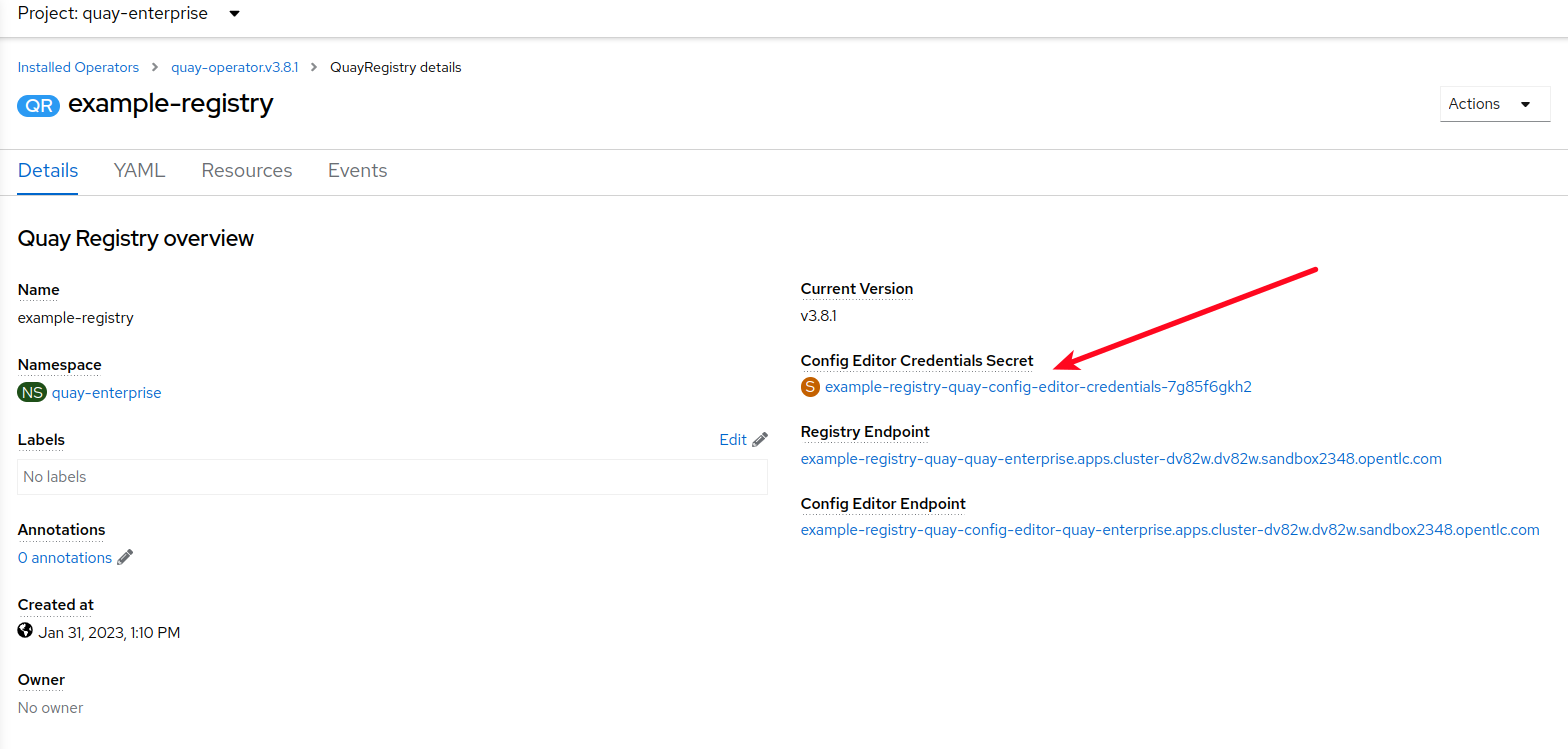 Project: quay-enterprise
Installed Operators > quay-operator.v3.8.1 > QuayRegistry details
QR example-registry
Actions
Details YAML Resources Events
Quay Registry overview
Name
example-registry
Namespace
NS quay-enterprise
Labels Edit
No labels
Annotations
0 annotations
Created at
Jan 31, 2023, 1:10 PM
Owner
No owner
Current Version
v3.8.1
Config Editor Credentials Secret
S example-registry-quay-config-editor-credentials-7g85f6gkh2
Registry Endpoint
example-registry-quay-quay-enterprise.apps.cluster-dv82w.dv82w.sandbox2348.opentlc.com
Config Editor Endpoint
example-registry-quay-config-editor-quay-enterprise.apps.cluster-dv82w.dv82w.sandbox2348.opentlc.com